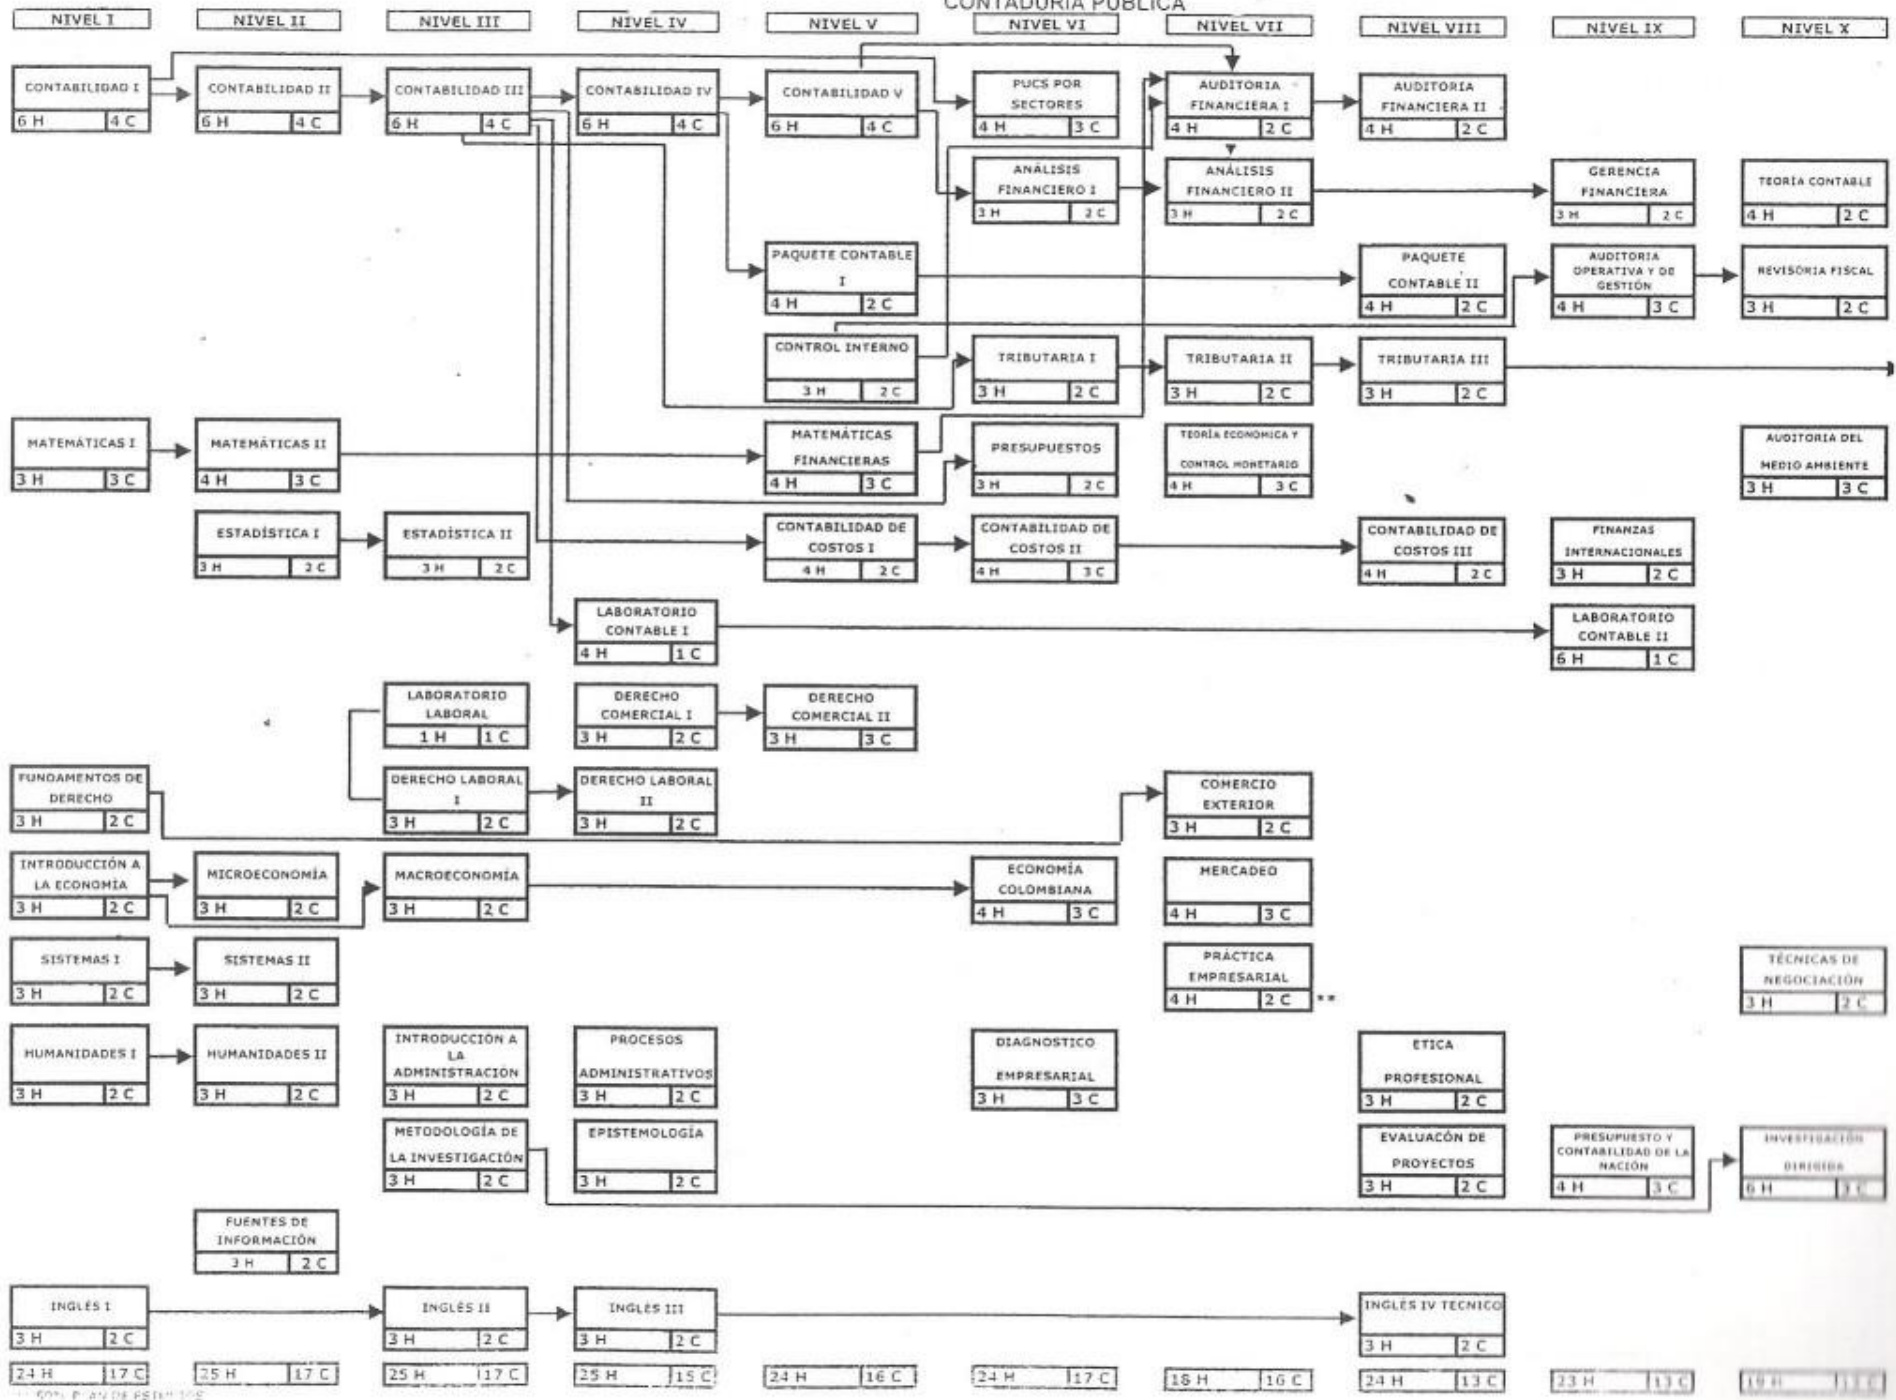 CONTADURIA PUBLICA
NIVEL I
NIVEL II
NIVEL III
NIVEL IV
NIVEL V
NIVEL VI
NIVEL VII
NIVEL VIII
NIVEL IX
NIVEL X
CONTABILIDAD I
6 H 4 C
CONTABILIDAD II
6 H 4 C
CONTABILIDAD III
6 H 4 C
CONTABILIDAD IV
6 H 4 C
CONTABILIDAD V
6 H 4 C
PUCS POR
SECTORES
4 H 3 C
AUDITORIA
FINANCIERA I
4 H 2 C
AUDITORIA
FINANCIERA II
4 H 2 C
ANÁLISIS
FINANCIERO I
3 H 2 C
ANÁLISIS
FINANCIERO II
3 H 2 C
GERENCIA
FINANCIERA
3 H 2 C
TEORÍA CONTABLE
4 H 2 C
PAQUETE CONTABLE
I
4 H 2 C
PAQUETE
CONTABLE II
4 H 2 C
AUDITORIA
OPERATIVA Y DE
GESTIÓN
4 H 3 C
REVISORIA FISCAL
3 H 2 C
CONTROL INTERNO
3 H 2 C
TRIBUTARIA I
3 H 2 C
TRIBUTARIA II
3 H 2 C
TRIBUTARIA III
3 H 2 C
MATEMÁTICAS I
3 H 3 C
MATEMÁTICAS II
4 H 3 C
MATEMÁTICAS
FINANCIERAS
4 H 3 C
PRESUPUESTOS
3 H 2 C
TEORÍA ECONOMICA Y
CONTROL MONETARIO
4 H 3 C
AUDITORIA DEL
MEDIO AMBIENTE
3 H 3 C
ESTADÍSTICA I
3 H 2 C
ESTADÍSTICA II
3 H 2 C
CONTABILIDAD DE
COSTOS I
4 H 2 C
CONTABILIDAD DE
COSTOS II
4 H 3 C
CONTABILIDAD DE
COSTOS III
4 H 2 C
FINANZAS
INTERNACIONALES
3 H 2 C
LABORATORIO
CONTABLE I
4 H 1 C
LABORATORIO
CONTABLE II
6 H 1 C
LABORATORIO
LABORAL
1 H 1 C
DERECHO
COMERCIAL I
3 H 2 C
DERECHO
COMERCIAL II
3 H 3 C
FUNDAMENTOS DE
DERECHO
3 H 2 C
DERECHO LABORAL
I
3 H 2 C
DERECHO LABORAL
II
3 H 2 C
COMERCIO
EXTERIOR
3 H 2 C
INTRODUCCIÓN A
LA ECONOMÍA
3 H 2 C
MICROECONOMÍA
3 H 2 C
MACROECONOMÍA
3 H 2 C
ECONOMÍA
COLOMBIANA
4 H 3 C
MERCADEO
4 H 3 C
SISTEMAS I
3 H 2 C
SISTEMAS II
3 H 2 C
PRÁCTICA
EMPRESARIAL
4 H 2 C **
TÉCNICAS DE
NEGOCIACIÓN
3 H 2 C
HUMANIDADES I
3 H 2 C
HUMANIDADES II
3 H 2 C
INTRODUCCIÓN A
LA
ADMINISTRACIÓN
3 H 2 C
PROCESOS
ADMINISTRATIVOS
3 H 2 C
DIAGNOSTICO
EMPRESARIAL
3 H 3 C
ETICA
PROFESIONAL
3 H 2 C
METODOLOGÍA DE
LA INVESTIGACIÓN
3 H 2 C
EPISTEMOLOGÍA
3 H 2 C
EVALUACÓN DE
PROYECTOS
3 H 2 C
PRESUPUESTO Y
CONTABILIDAD DE LA
NACIÓN
4 H 3 C
INVESTIGACIÓN
DIRIGIDA
6 H 3 C
FUENTES DE
INFORMACIÓN
3 H 2 C
INGLÉS I
3 H 2 C
INGLÉS II
3 H 2 C
INGLÉS III
3 H 2 C
INGLÉS IV TECNICO
3 H 2 C
24 H 17 C
25 H 17 C
25 H 17 C
25 H 15 C
24 H 16 C
24 H 17 C
18 H 16 C
24 H 13 C
23 H 13 C
PLAN DE ESTUDIOS